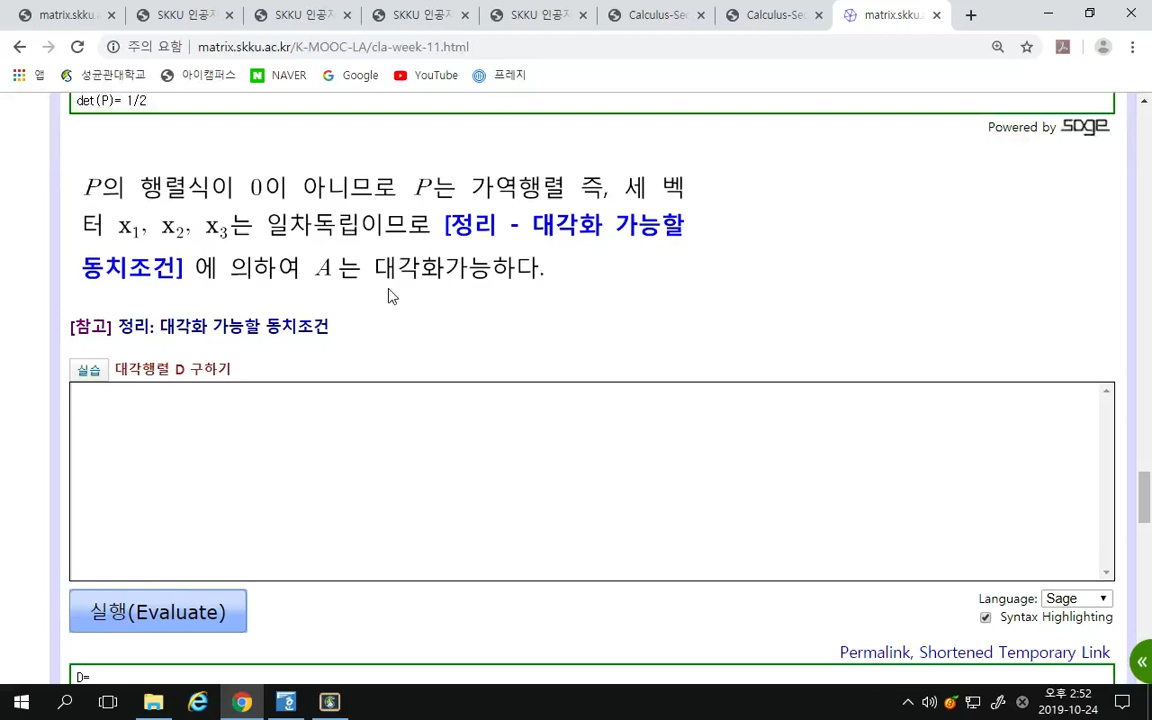 matrix.skku. SKKU 인공지 SKKU 인공지 SKKU 인공지 SKKU 인공지 Calculus-Sec Calculus-Sec matrix.skku.
주의 요함 matrix.skku.ac.kr/K-MOOC-LA/cla-week-11.html
앱 성균관대학교 아이캠퍼스 NAVER Google YouTube 프레지
det(P)= 1/2
Powered by sage
P의 행렬식이 0이 아니므로 P는 가역행렬 즉, 세 벡
터 x₁, x₂, x₃는 일차독립이므로 [정리 - 대각화 가능할
동치조건] 에 의하여 A 는 대각화가능하다.
[참고] 정리: 대각화 가능할 동치조건
실습 대각행렬 D 구하기
실행(Evaluate)
Language: Sage
Syntax Highlighting
Permalink, Shortened Temporary Link
D=
오후 2:52
2019-10-24